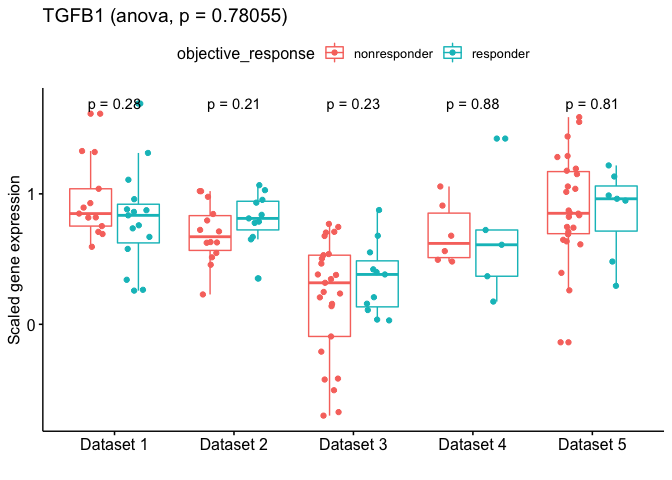 TGFB1 (anova, p = 0.78055)
objective_response nonresponder responder
p = 0.28 p = 0.21 p = 0.23 p = 0.88 p = 0.81
Scaled gene expression
1
0
Dataset 1 Dataset 2 Dataset 3 Dataset 4 Dataset 5